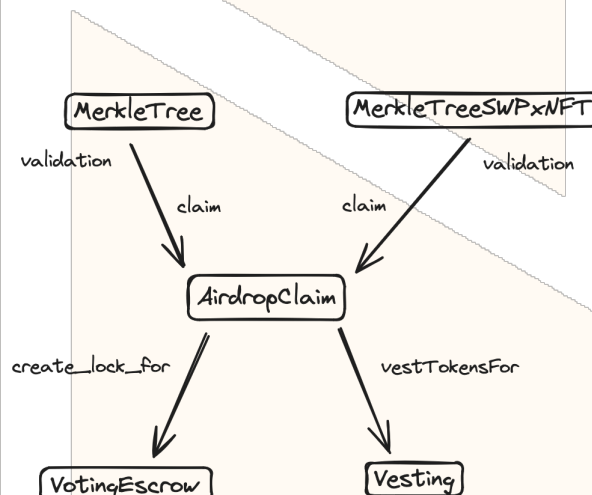 MerkleTree
MerkleTreeSWPxNFT
validation
validation
claim
claim
AirdropClaim
create_lock_for
vestTokensFor
VotingEscrow
Vesting